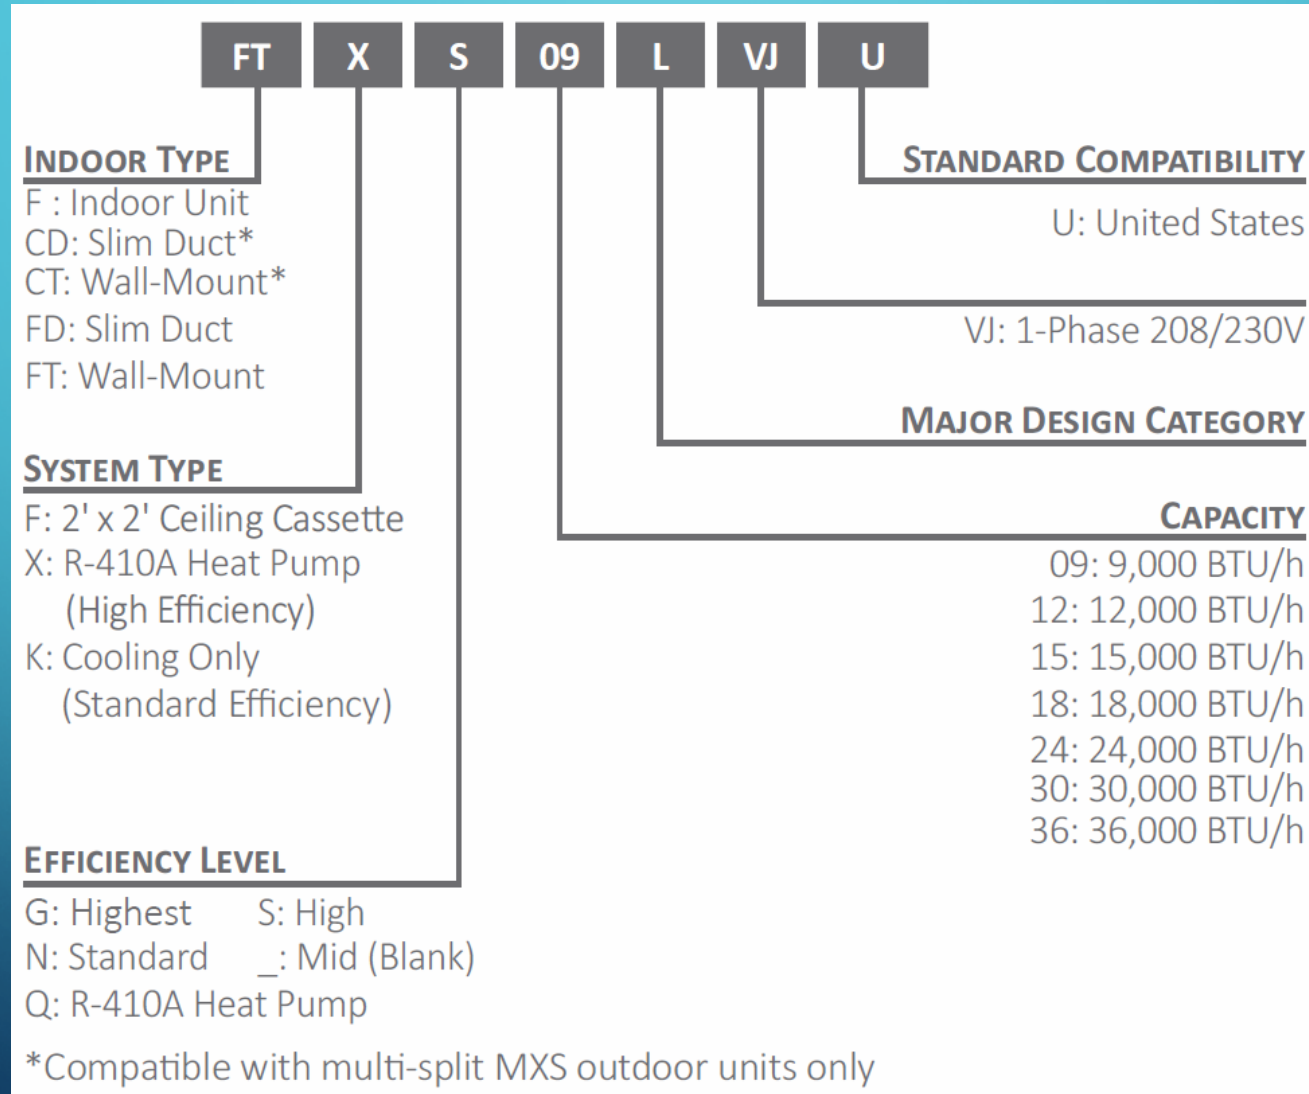 FT X S 09 L VJ U
INDOOR TYPE
F : Indoor Unit
CD: Slim Duct*
CT: Wall-Mount*
FD: Slim Duct
FT: Wall-Mount
SYSTEM TYPE
F: 2' x 2' Ceiling Cassette
X: R-410A Heat Pump
(High Efficiency)
K: Cooling Only
(Standard Efficiency)
EFFICIENCY LEVEL
G: Highest S: High
N: Standard _: Mid (Blank)
Q: R-410A Heat Pump
STANDARD COMPATIBILITY
U: United States
VJ: 1-Phase 208/230V
MAJOR DESIGN CATEGORY
CAPACITY
09: 9,000 BTU/h
12: 12,000 BTU/h
15: 15,000 BTU/h
18: 18,000 BTU/h
24: 24,000 BTU/h
30: 30,000 BTU/h
36: 36,000 BTU/h
*Compatible with multi-split MXS outdoor units only